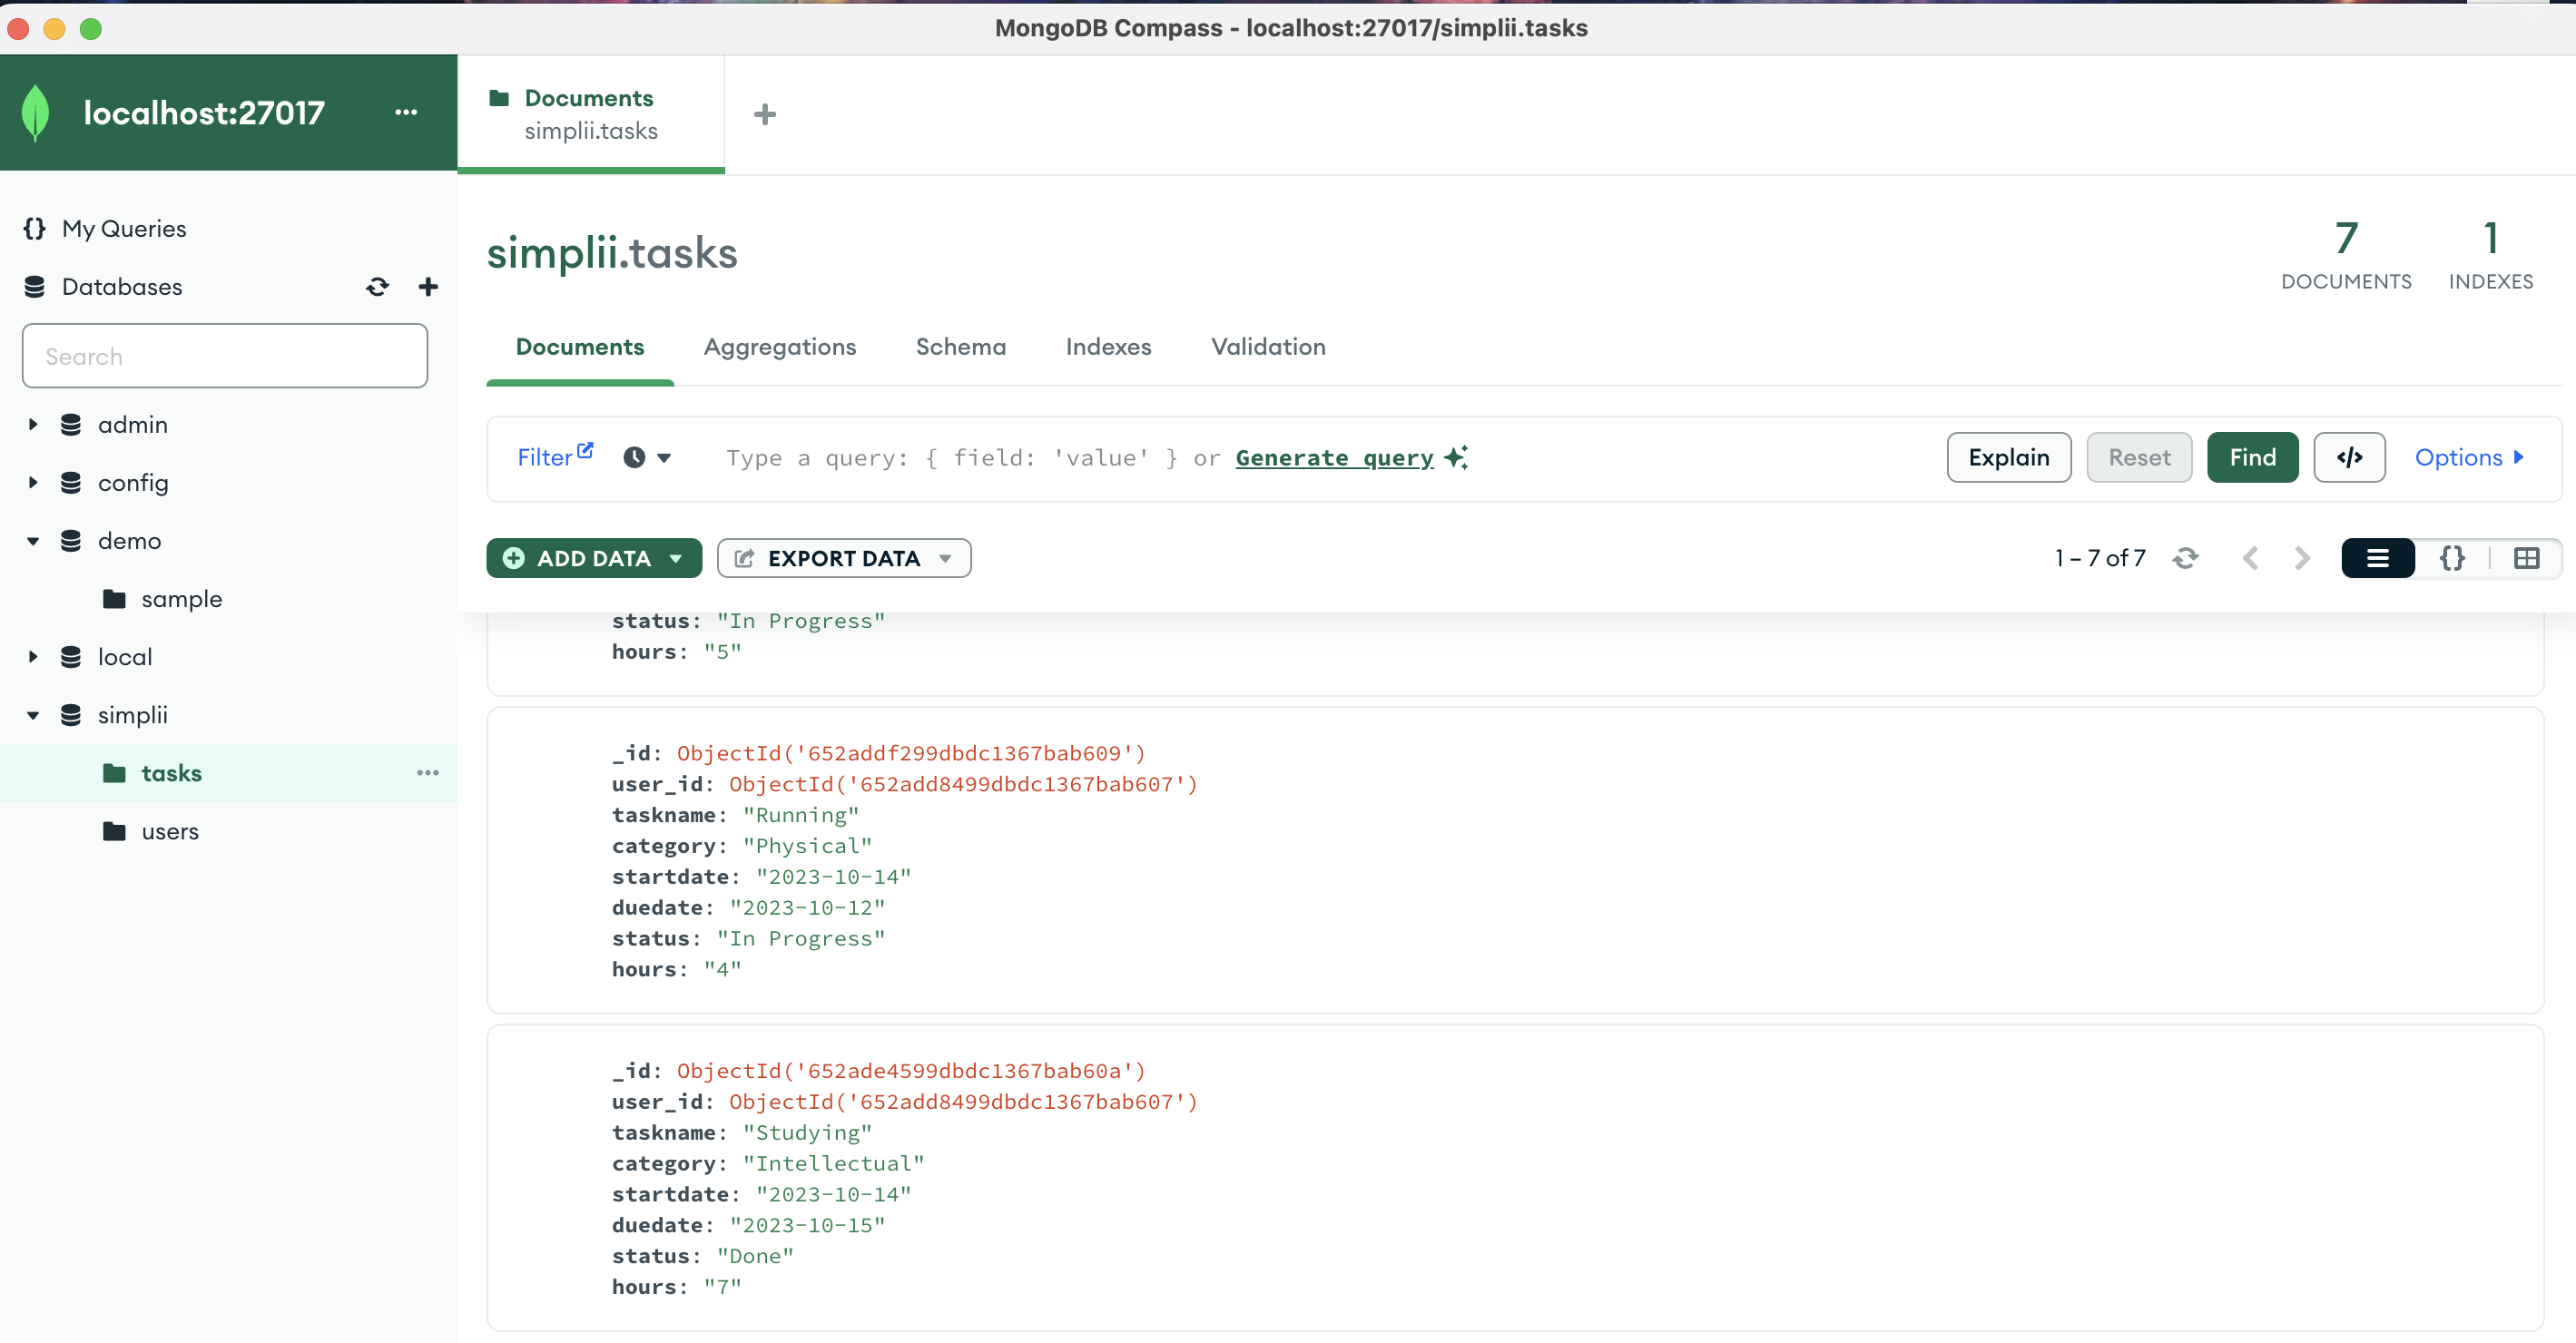 MongoDB Compass - localhost:27017/simplii.tasks
localhost:27017
Documents
simplii.tasks
My Queries
Databases
Search
admin
config
demo
sample
local
simplii
tasks
users
simplii.tasks
7
DOCUMENTS
1
INDEXES
Documents Aggregations Schema Indexes Validation
Filter Type a query: { field: 'value' } or Generate query Explain Reset Find </> Options
ADD DATA EXPORT DATA 1 – 7 of 7 {}
status: "In Progress"
hours: "5"
_id: ObjectId('652addf299dbdc1367bab609')
user_id: ObjectId('652add8499dbdc1367bab607')
taskname: "Running"
category: "Physical"
startdate: "2023-10-14"
duedate: "2023-10-12"
status: "In Progress"
hours: "4"
_id: ObjectId('652ade4599dbdc1367bab60a')
user_id: ObjectId('652add8499dbdc1367bab607')
taskname: "Studying"
category: "Intellectual"
startdate: "2023-10-14"
duedate: "2023-10-15"
status: "Done"
hours: "7"